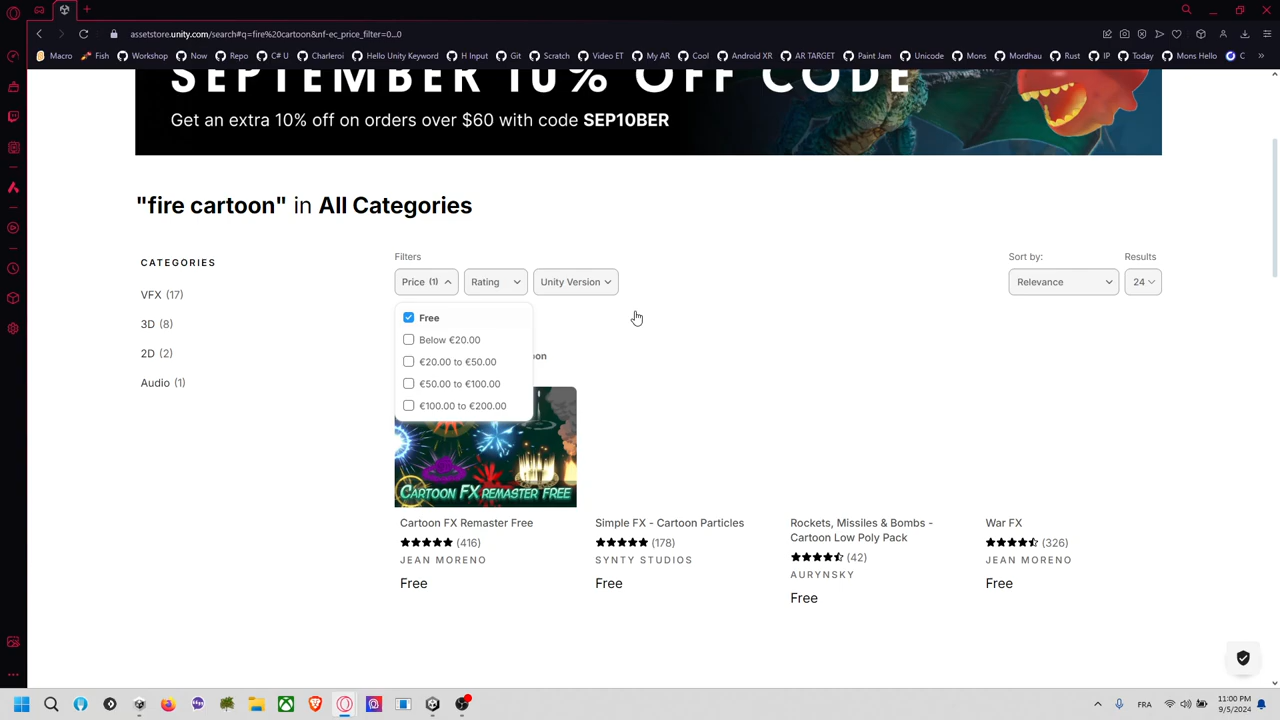 assetstore.unity.com/search#q=fire%20cartoon&nf-ec_price_filter=0...0
Macro Fish Workshop Now Repo C# U Charleroi Hello Unity Keyword H Input Git Scratch Video ET My AR Cool Android XR AR TARGET Paint Jam Unicode Mons Mordhau Rust IP Today Mons Hello C »
SEPTEMBER 10% OFF CODE
Get an extra 10% off on orders over $60 with code SEP10BER
"fire cartoon" in All Categories
CATEGORIES
VFX (17)
3D (8)
2D (2)
Audio (1)
Filters
Sort by:
Results
Price (1)
Rating
Unity Version
Relevance
24
Free
Below €20.00
€20.00 to €50.00
€50.00 to €100.00
€100.00 to €200.00
oon
CARTOON FX REMASTER FREE
Cartoon FX Remaster Free
(416)
JEAN MORENO
Free
Simple FX - Cartoon Particles
(178)
SYNTY STUDIOS
Free
Rockets, Missiles & Bombs -
Cartoon Low Poly Pack
(42)
AURYNSKY
Free
War FX
(326)
JEAN MORENO
Free
FRA
11:00 PM
9/5/2024